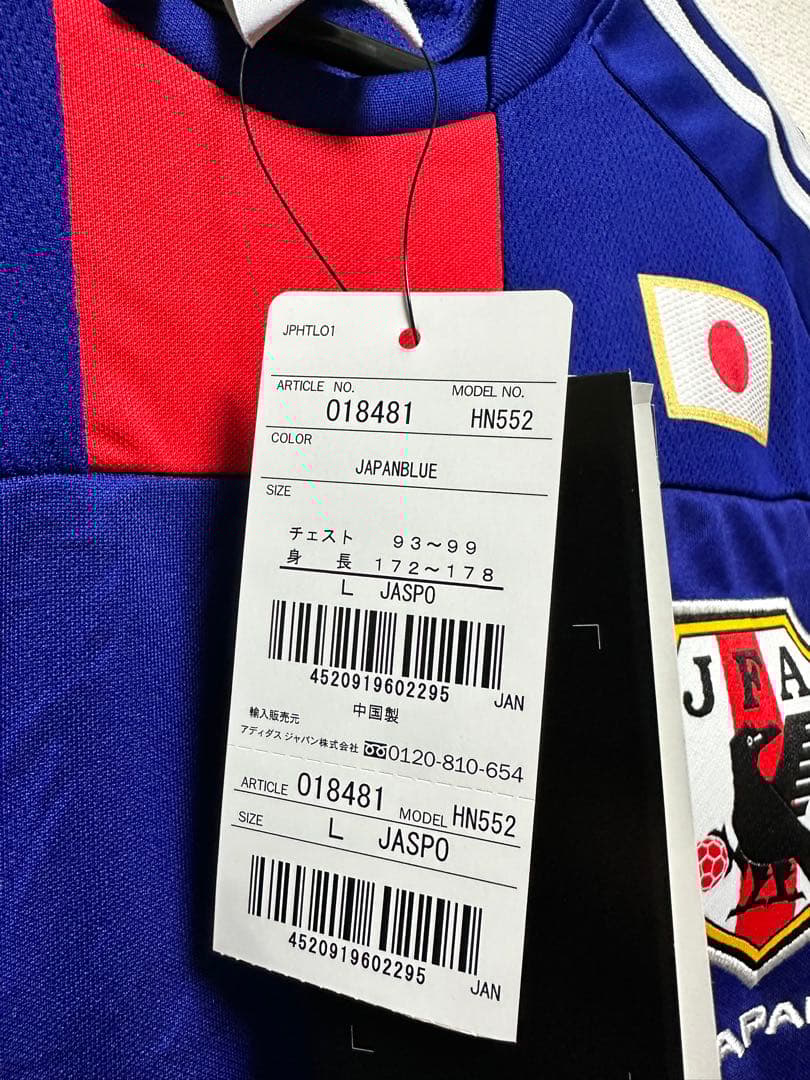 JPHTLO1
ARTICLE NO. MODEL NO.
018481 HN552
COLOR
JAPANBLUE
SIZE
チェスト 93～99
身長 172～178
L JASPO
4520919602295 JAN
中国製
輸入販売元
アディダス ジャパン株式会社 0120-810-654
ARTICLE 018481 MODEL HN552
SIZE L JASPO
4520919602295 JAN
JFA
JAPAN